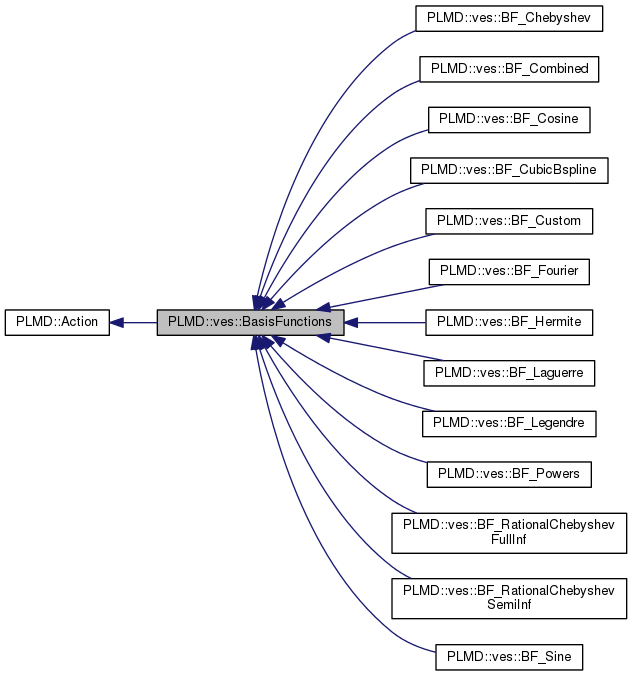 PLMD::Action
PLMD::ves::BasisFunctions
PLMD::ves::BF_Chebyshev
PLMD::ves::BF_Combined
PLMD::ves::BF_Cosine
PLMD::ves::BF_CubicBspline
PLMD::ves::BF_Custom
PLMD::ves::BF_Fourier
PLMD::ves::BF_Hermite
PLMD::ves::BF_Laguerre
PLMD::ves::BF_Legendre
PLMD::ves::BF_Powers
PLMD::ves::BF_RationalChebyshev
FullInf
PLMD::ves::BF_RationalChebyshev
SemiInf
PLMD::ves::BF_Sine